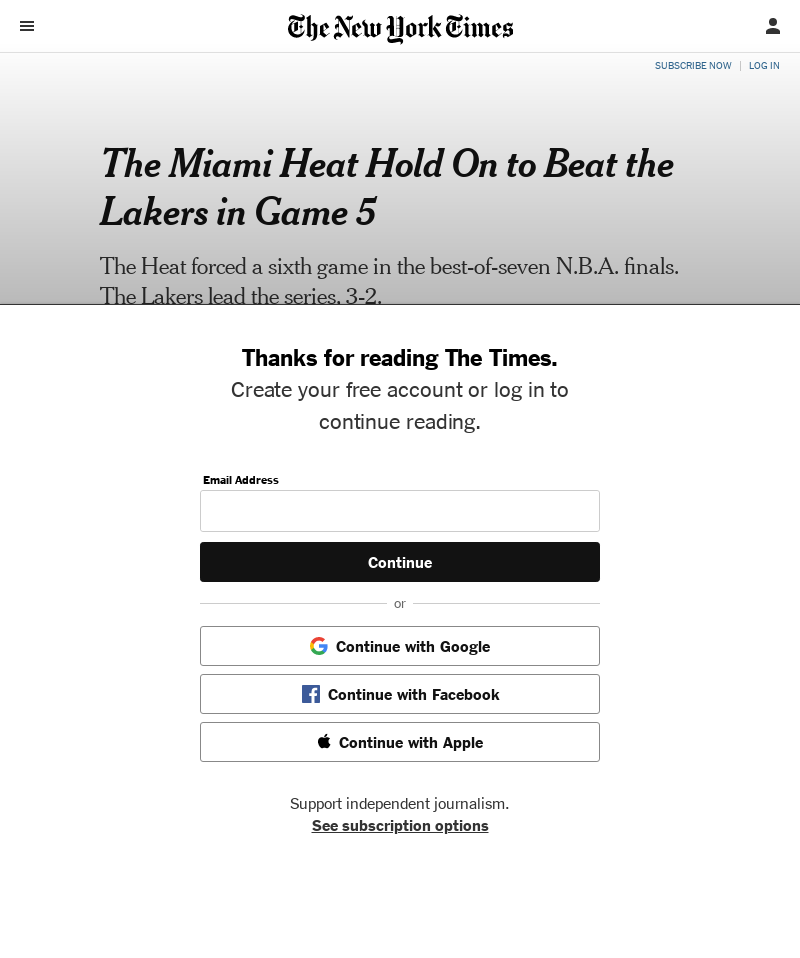 The New York Times
SUBSCRIBE NOW | LOG IN
The Miami Heat Hold On to Beat the
Lakers in Game 5
The Heat forced a sixth game in the best-of-seven N.B.A. finals.
The Lakers lead the series, 3-2.
Thanks for reading The Times.
Create your free account or log in to
continue reading.
Email Address
Continue
or
Continue with Google
Continue with Facebook
Continue with Apple
Support independent journalism.
See subscription options